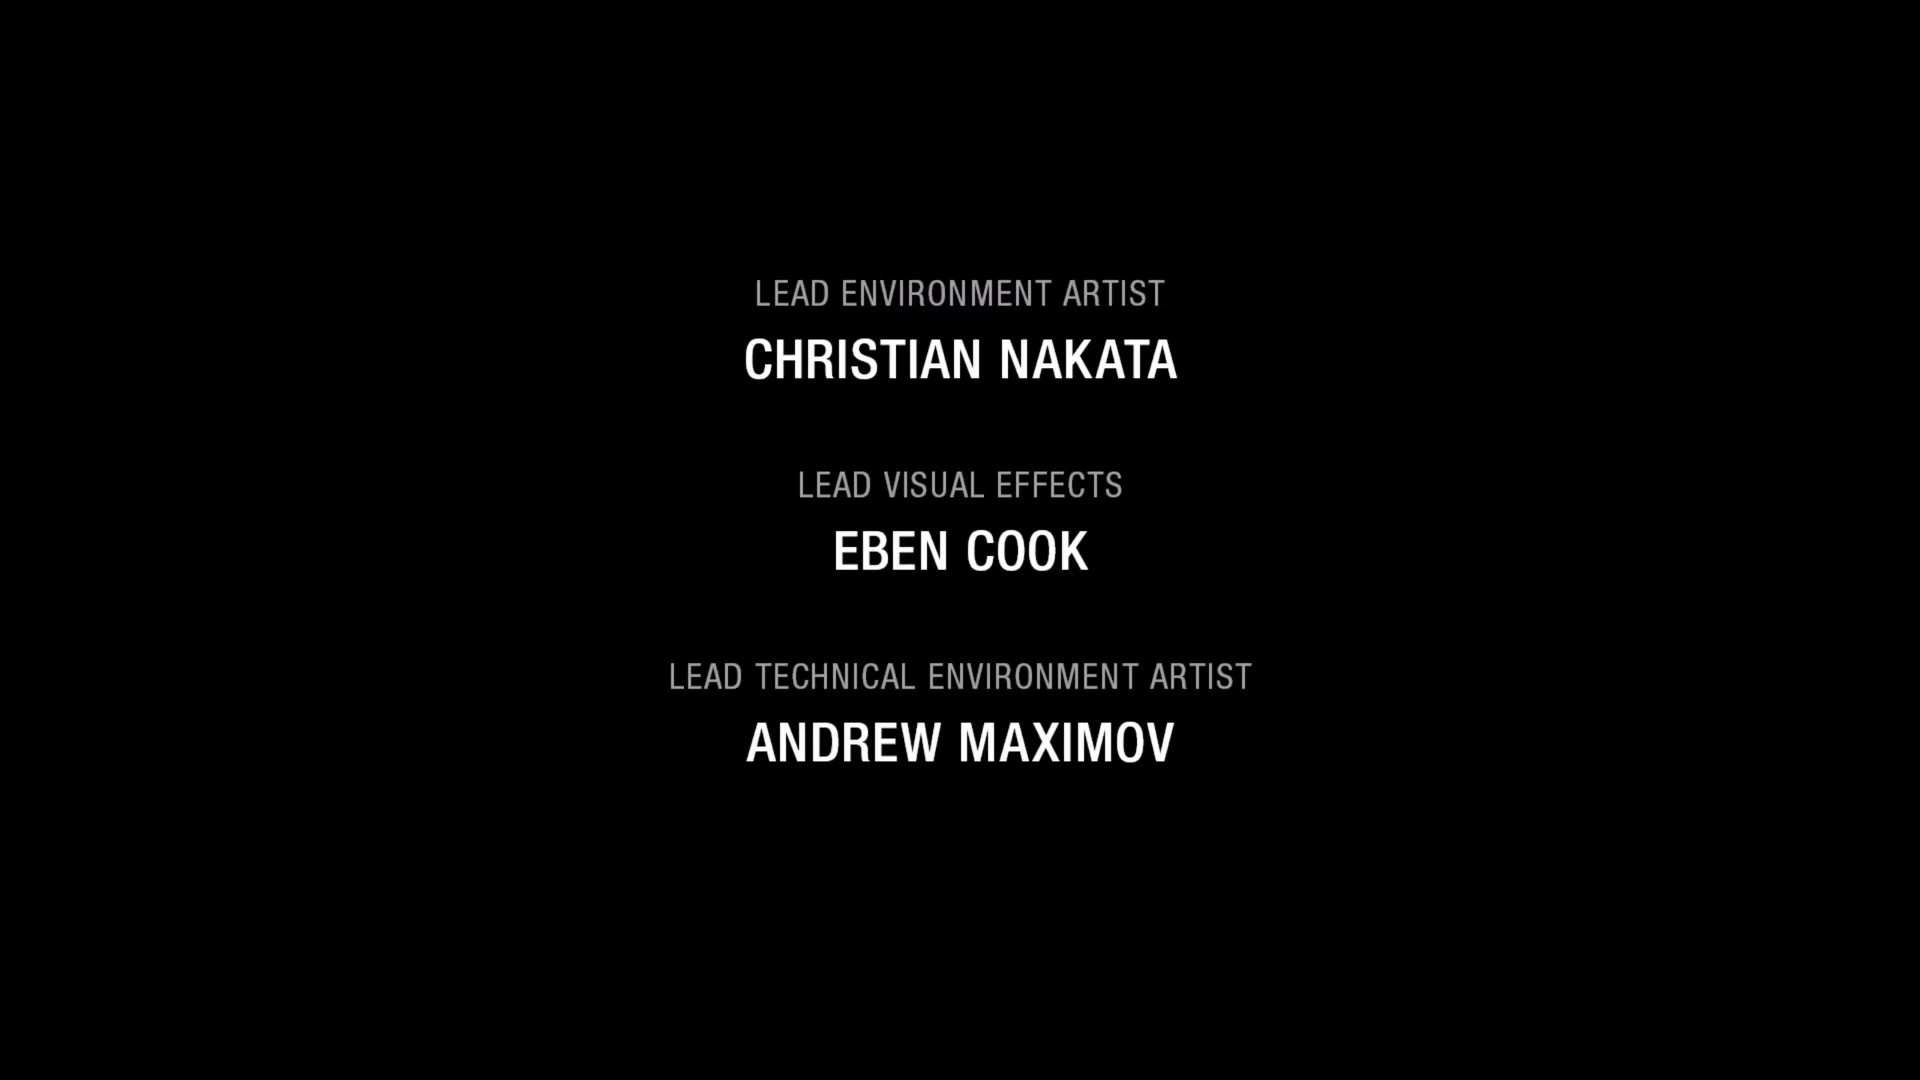 LEAD ENVIRONMENT ARTIST
CHRISTIAN NAKATA
LEAD VISUAL EFFECTS
EBEN COOK
LEAD TECHNICAL ENVIRONMENT ARTIST
ANDREW MAXIMOV